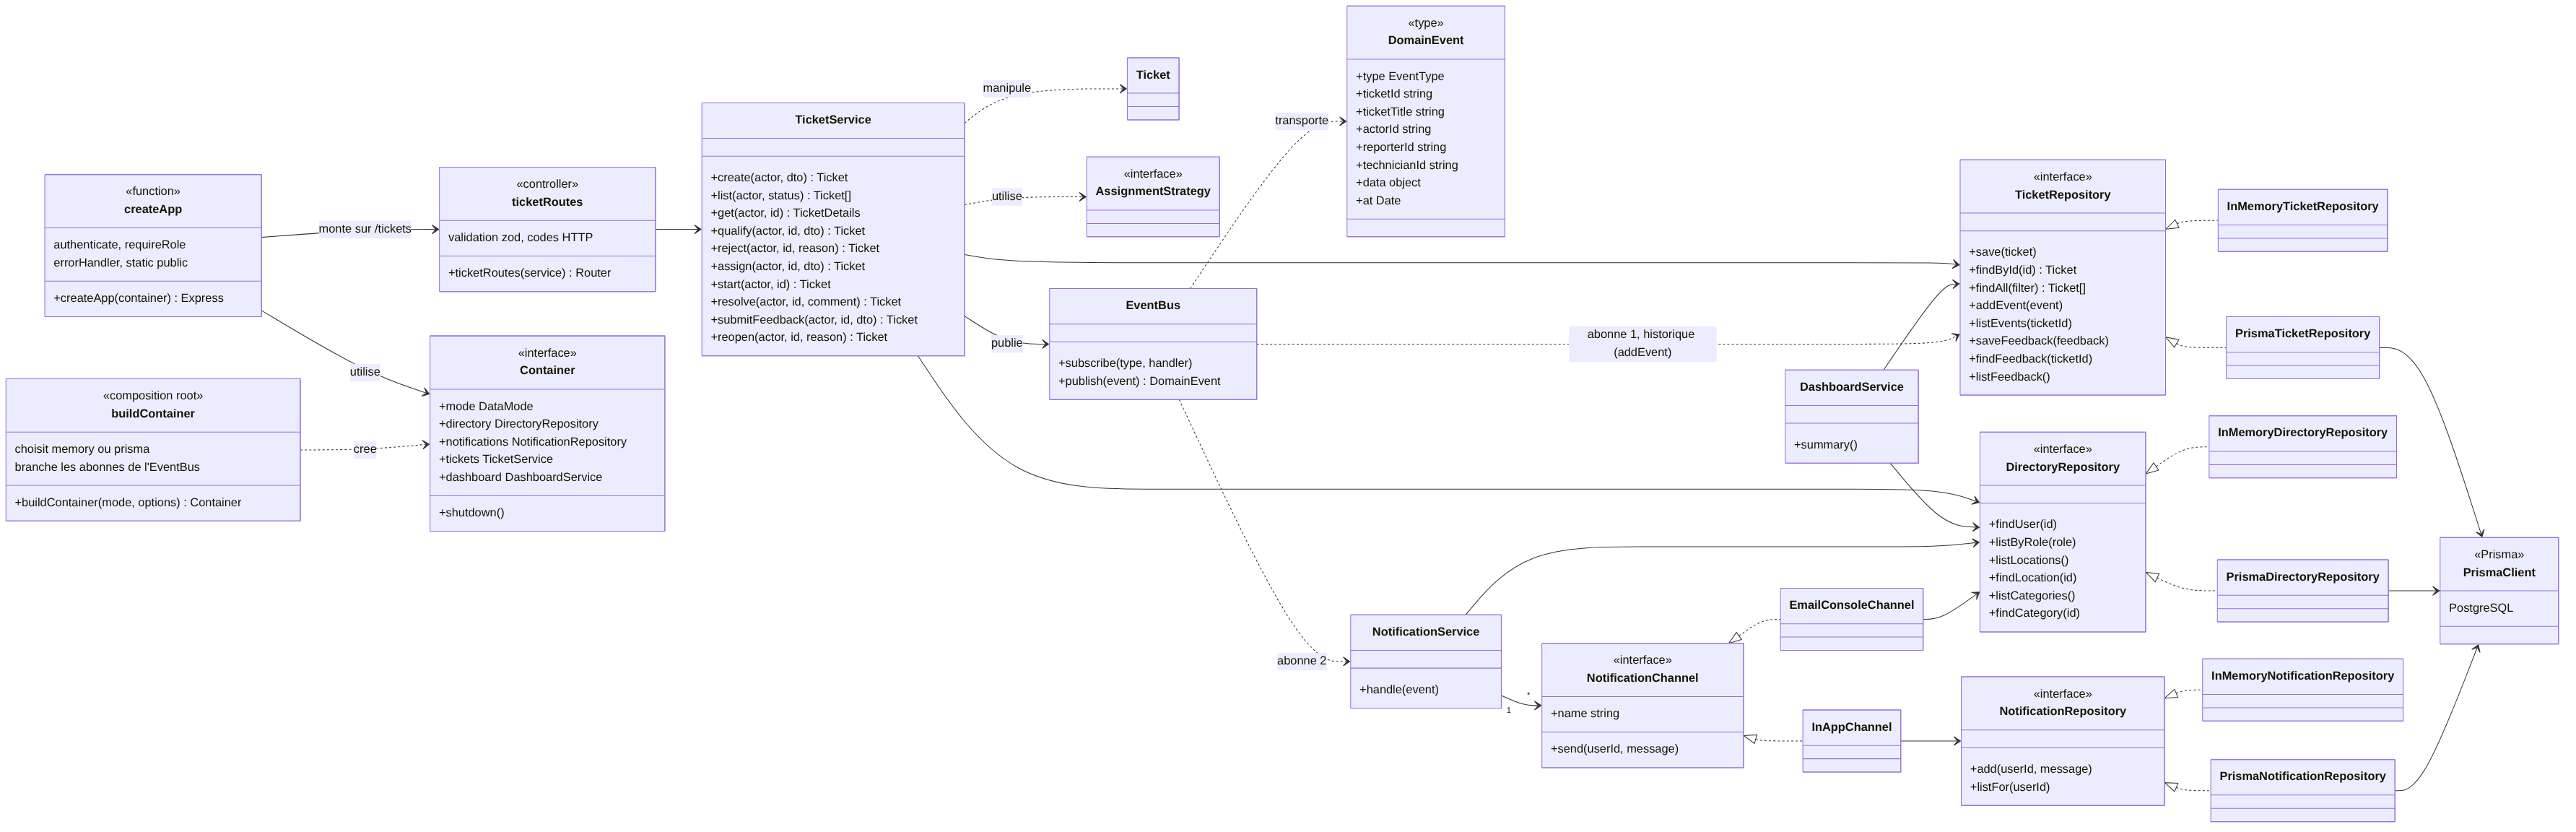 «function»
createApp
authenticate, requireRole
errorHandler, static public
+createApp(container) : Express
«composition root»
buildContainer
choisit memory ou prisma
branche les abonnes de l'EventBus
+buildContainer(mode, options) : Container
monte sur /tickets
utilise
cree
«controller»
ticketRoutes
validation zod, codes HTTP
+ticketRoutes(service) : Router
«interface»
Container
+mode DataMode
+directory DirectoryRepository
+notifications NotificationRepository
+tickets TicketService
+dashboard DashboardService
+shutdown()
TicketService
+create(actor, dto) : Ticket
+list(actor, status) : Ticket[]
+get(actor, id) : TicketDetails
+qualify(actor, id, dto) : Ticket
+reject(actor, id, reason) : Ticket
+assign(actor, id, dto) : Ticket
+start(actor, id) : Ticket
+resolve(actor, id, comment) : Ticket
+submitFeedback(actor, id, dto) : Ticket
+reopen(actor, id, reason) : Ticket
manipule
utilise
publie
Ticket
«interface»
AssignmentStrategy
EventBus
+subscribe(type, handler)
+publish(event) : DomainEvent
transporte
abonne 2
«type»
DomainEvent
+type EventType
+ticketId string
+ticketTitle string
+actorId string
+reporterId string
+technicianId string
+data object
+at Date
abonne 1, historique
(addEvent)
NotificationService
+handle(event)
*
1
«interface»
NotificationChannel
+name string
+send(userId, message)
DashboardService
+summary()
EmailConsoleChannel
InAppChannel
«interface»
TicketRepository
+save(ticket)
+findById(id) : Ticket
+findAll(filter) : Ticket[]
+addEvent(event)
+listEvents(ticketId)
+saveFeedback(feedback)
+findFeedback(ticketId)
+listFeedback()
«interface»
DirectoryRepository
+findUser(id)
+listByRole(role)
+listLocations()
+findLocation(id)
+listCategories()
+findCategory(id)
«interface»
NotificationRepository
+add(userId, message)
+listFor(userId)
InMemoryTicketRepository
PrismaTicketRepository
InMemoryDirectoryRepository
PrismaDirectoryRepository
InMemoryNotificationRepository
PrismaNotificationRepository
«Prisma»
PrismaClient
PostgreSQL